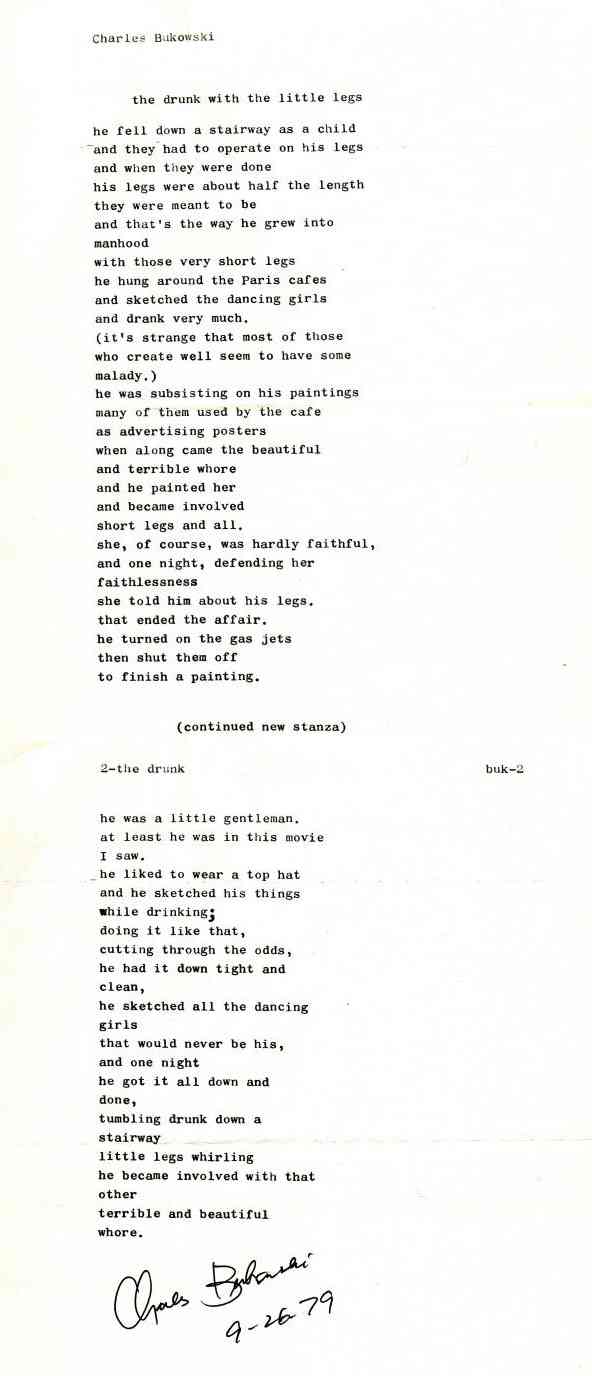 Charles Bukowski
the drunk with the little legs
he fell down a stairway as a child
and they had to operate on his legs
and when they were done
his legs were about half the length
they were meant to be
and that's the way he grew into
manhood
with those very short legs
he hung around the Paris cafes
and sketched the dancing girls
and drank very much.
(it's strange that most of those
who create well seem to have some
malady.)
he was subsisting on his paintings
many of them used by the cafe
as advertising posters
when along came the beautiful
and terrible whore
and he painted her
and became involved
short legs and all.
she, of course, was hardly faithful,
and one night, defending her
faithlessness
she told him about his legs.
that ended the affair.
he turned on the gas jets
then shut them off
to finish a painting.
(continued new stanza)
2-the drunk buk-2
he was a little gentleman.
at least he was in this movie
I saw.
he liked to wear a top hat
and he sketched his things
while drinking;
doing it like that,
cutting through the odds,
he had it down tight and
clean,
he sketched all the dancing
girls
that would never be his,
and one night
he got it all down and
done,
tumbling drunk down a
stairway
little legs whirling
he became involved with that
other
terrible and beautiful
whore.
Charles Bukowski
9-26-79